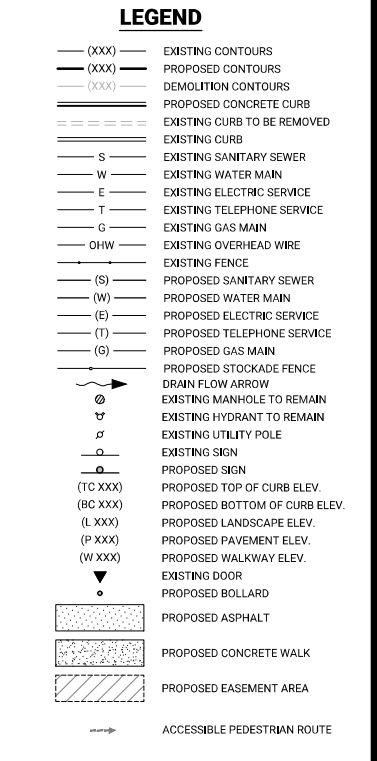 LEGEND
(XXX) EXISTING CONTOURS
(XXX) PROPOSED CONTOURS
(XXX) DEMOLITION CONTOURS
PROPOSED CONCRETE CURB
EXISTING CURB TO BE REMOVED
EXISTING CURB
S EXISTING SANITARY SEWER
W EXISTING WATER MAIN
E EXISTING ELECTRIC SERVICE
T EXISTING TELEPHONE SERVICE
G EXISTING GAS MAIN
OHW EXISTING OVERHEAD WIRE
EXISTING FENCE
(S) PROPOSED SANITARY SEWER
(W) PROPOSED WATER MAIN
(E) PROPOSED ELECTRIC SERVICE
(T) PROPOSED TELEPHONE SERVICE
(G) PROPOSED GAS MAIN
PROPOSED STOCKADE FENCE
DRAIN FLOW ARROW
EXISTING MANHOLE TO REMAIN
EXISTING HYDRANT TO REMAIN
EXISTING UTILITY POLE
EXISTING SIGN
PROPOSED SIGN
(TC XXX) PROPOSED TOP OF CURB ELEV.
(BC XXX) PROPOSED BOTTOM OF CURB ELEV.
(L XXX) PROPOSED LANDSCAPE ELEV.
(P XXX) PROPOSED PAVEMENT ELEV.
(W XXX) PROPOSED WALKWAY ELEV.
EXISTING DOOR
PROPOSED BOLLARD
PROPOSED ASPHALT
PROPOSED CONCRETE WALK
PROPOSED EASEMENT AREA
ACCESSIBLE PEDESTRIAN ROUTE